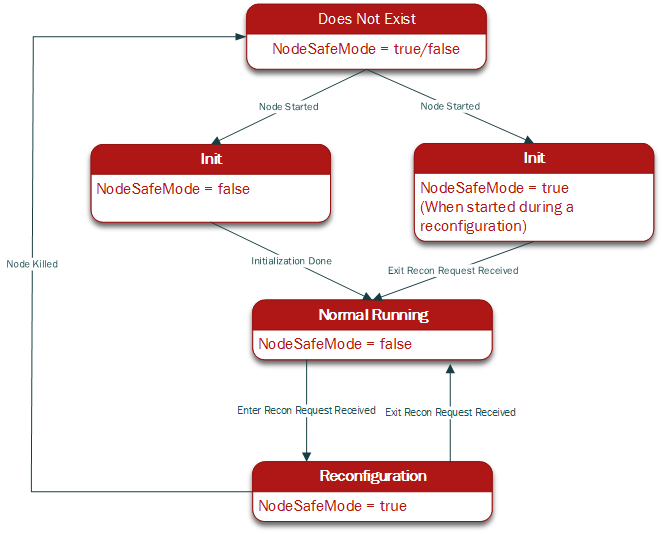 Does Not Exist
NodeSafeMode = true/false
Node Started
Node Started
Init
NodeSafeMode = false
Init
NodeSafeMode = true
(When started during a
reconfiguration)
Node Killed
Initialization Done
Exit Recon Request Received
Normal Running
NodeSafeMode = false
Enter Recon Request Received
Exit Recon Request Received
Reconfiguration
NodeSafeMode = true